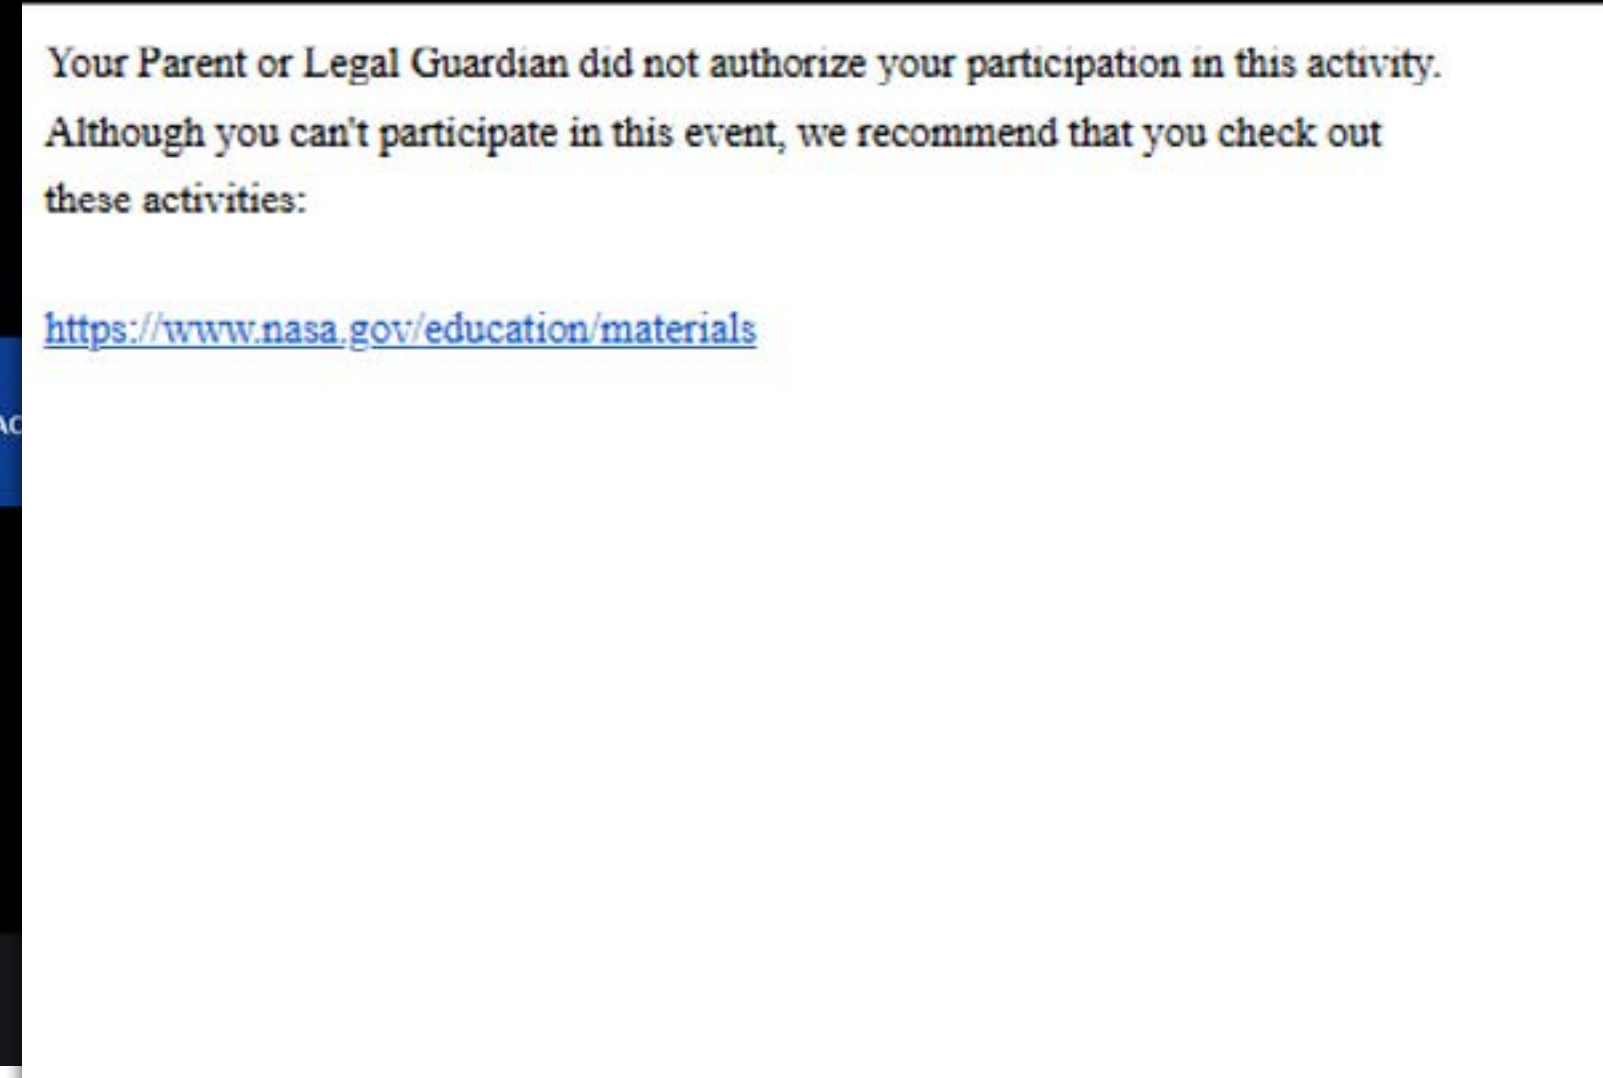 Your Parent or Legal Guardian did not authorize your participation in this activity.
Although you can't participate in this event, we recommend that you check out
these activities:
https://www.nasa.gov/education/materials
AC